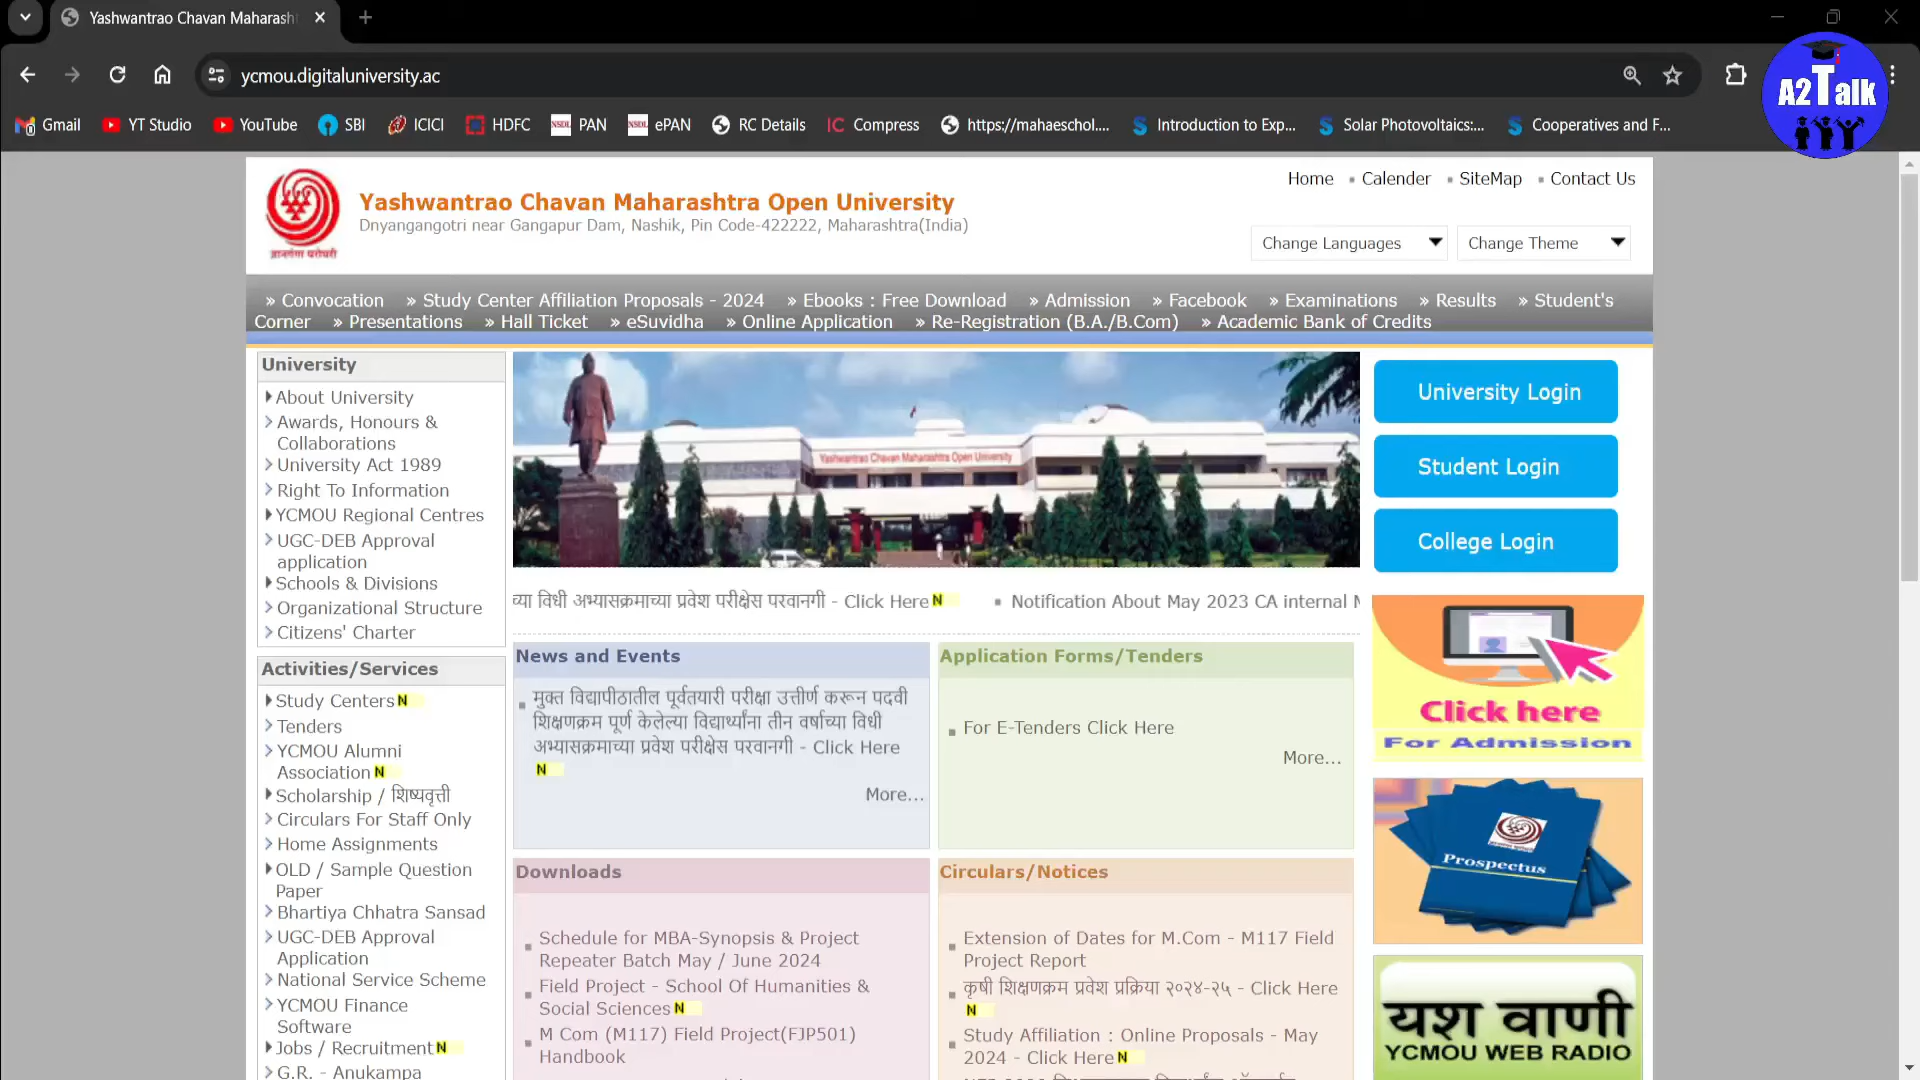 Yashwantrao Chavan Maharasht
ycmou.digitaluniversity.ac
A2Talk
Gmail YT Studio YouTube SBI ICICI HDFC NSDL PAN NSDL ePAN RC Details IC Compress https://mahaeschol.... Introduction to Exp... Solar Photovoltaics:... Cooperatives and F...
Home Calender SiteMap Contact Us
Yashwantrao Chavan Maharashtra Open University
Dnyangangotri near Gangapur Dam, Nashik, Pin Code-422222, Maharashtra(India)
ज्ञानगंगा घरोघरी
Change Languages Change Theme
» Convocation » Study Center Affiliation Proposals - 2024 » Ebooks : Free Download » Admission » Facebook » Examinations » Results » Student's
Corner » Presentations » Hall Ticket » eSuvidha » Online Application » Re-Registration (B.A./B.Com) » Academic Bank of Credits
University
About University
Awards, Honours &
Collaborations
University Act 1989
Right To Information
YCMOU Regional Centres
UGC-DEB Approval
application
Schools & Divisions
Organizational Structure
Citizens' Charter
Activities/Services
Study Centers N
Tenders
YCMOU Alumni
Association N
Scholarship / शिष्यवृत्ती
Circulars For Staff Only
Home Assignments
OLD / Sample Question
Paper
Bhartiya Chhatra Sansad
UGC-DEB Approval
Application
National Service Scheme
YCMOU Finance
Software
Jobs / Recruitment N
G.R. - Anukampa
Yashwantrao Chavan Maharashtra Open University
च्या विधी अभ्यासक्रमाच्या प्रवेश परीक्षेस परवानगी - Click Here N Notification About May 2023 CA internal M
News and Events
मुक्त विद्यापीठातील पूर्वतयारी परीक्षा उत्तीर्ण करून पदवी
शिक्षणक्रम पूर्ण केलेल्या विद्यार्थ्यांना तीन वर्षाच्या विधी
अभ्यासक्रमाच्या प्रवेश परीक्षेस परवानगी - Click Here
N
More...
Application Forms/Tenders
For E-Tenders Click Here
More...
Downloads
Schedule for MBA-Synopsis & Project
Repeater Batch May / June 2024
Field Project - School Of Humanities &
Social Sciences N
M Com (M117) Field Project(FJP501)
Handbook
Circulars/Notices
Extension of Dates for M.Com - M117 Field
Project Report
कृषी शिक्षणक्रम प्रवेश प्रक्रिया २०२४-२५ - Click Here
N
Study Affiliation : Online Proposals - May
2024 - Click Here N
University Login
Student Login
College Login
Click here
For Admission
Prospectus
यश वाणी
YCMOU WEB RADIO